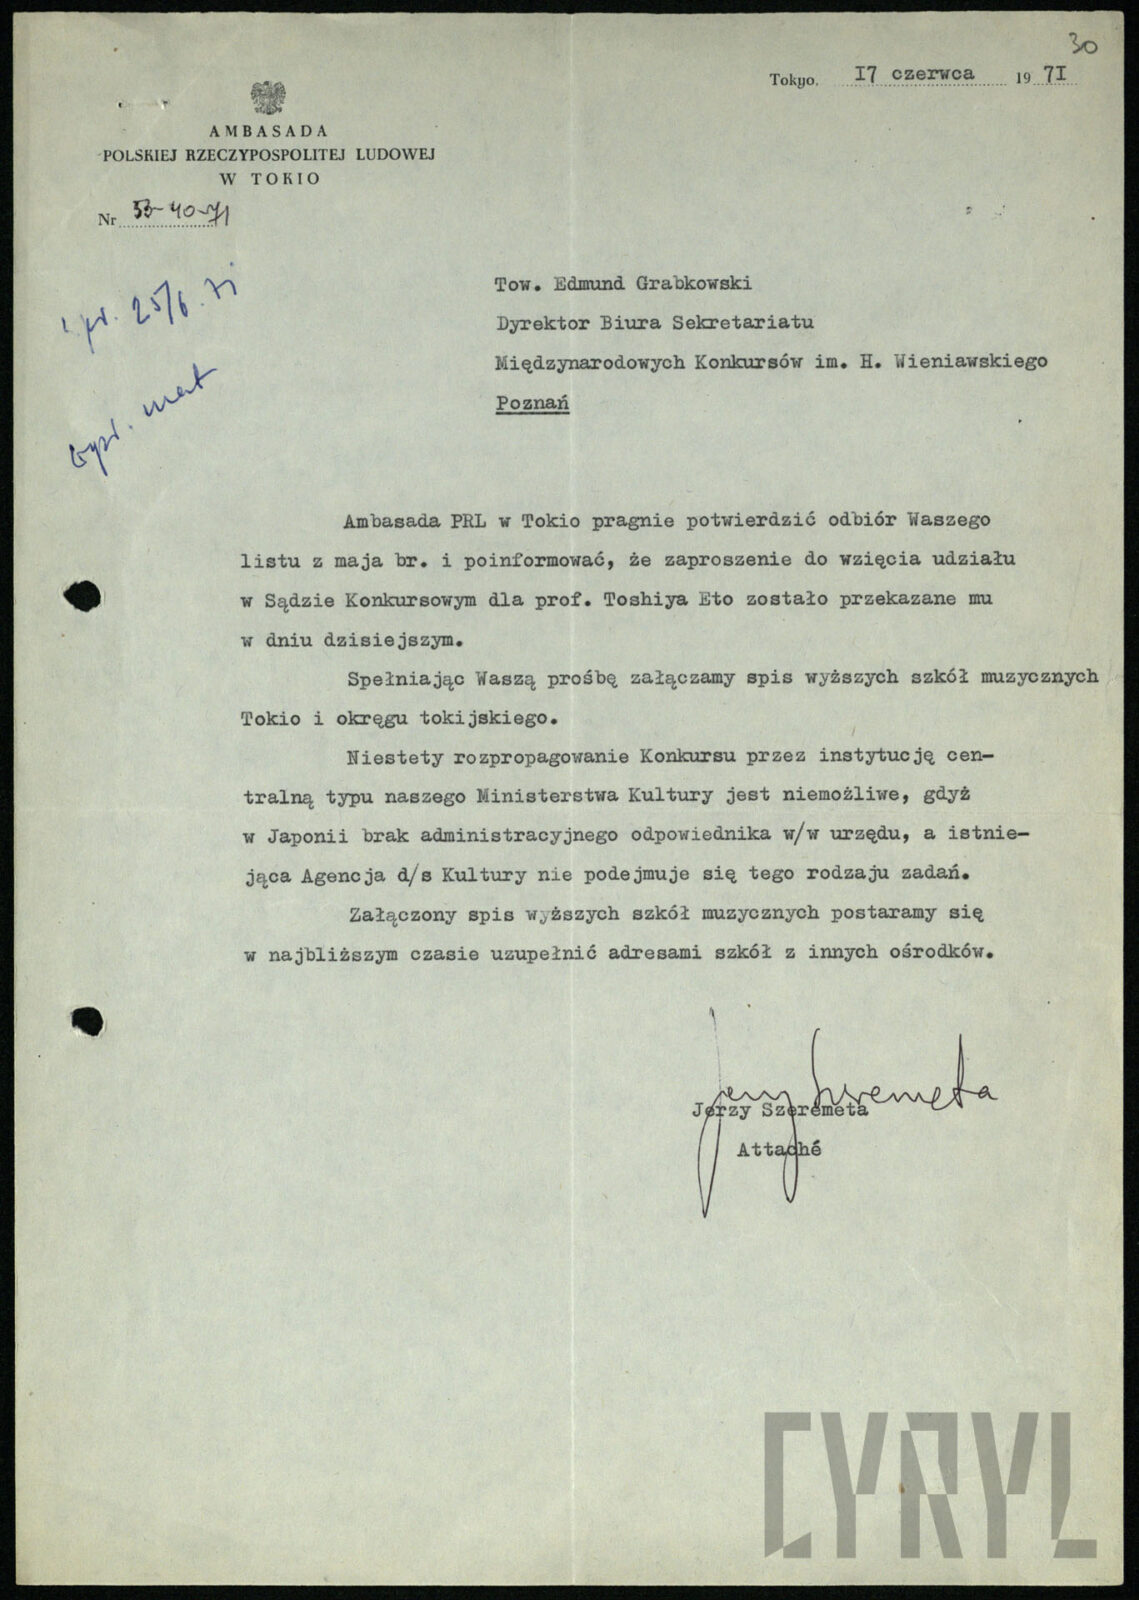 30
Tokyo, 17 czerwca 1971
AMBASADA
POLSKIEJ RZECZYPOSPOLITEJ LUDOWEJ
W TOKIO
Nr 53-40-71
25/6.71
Tow. Edmund Grabkowski
Dyrektor Biura Sekretariatu
Międzynarodowych Konkursów im. H. Wieniawskiego
Poznań
Ambasada PRL w Tokio pragnie potwierdzić odbiór Waszego
listu z maja br. i poinformować, że zaproszenie do wzięcia udziału
w Sądzie Konkursowym dla prof. Toshiya Eto zostało przekazane mu
w dniu dzisiejszym.
Spełniając Waszą prośbę załączamy spis wyższych szkół muzycznych
Tokio i okręgu tokijskiego.
Niestety rozpropagowanie Konkursu przez instytucję cen-
tralną typu naszego Ministerstwa Kultury jest niemożliwe, gdyż
w Japonii brak administracyjnego odpowiednika w/w urzędu, a istnie-
jąca Agencja d/s Kultury nie podejmuje się tego rodzaju zadań.
Załączony spis wyższych szkół muzycznych postaramy się
w najbliższym czasie uzupełnić adresami szkół z innych ośrodków.
Jerzy Szeremeta
Jerzy Szeremeta
Attaché
CYRYL